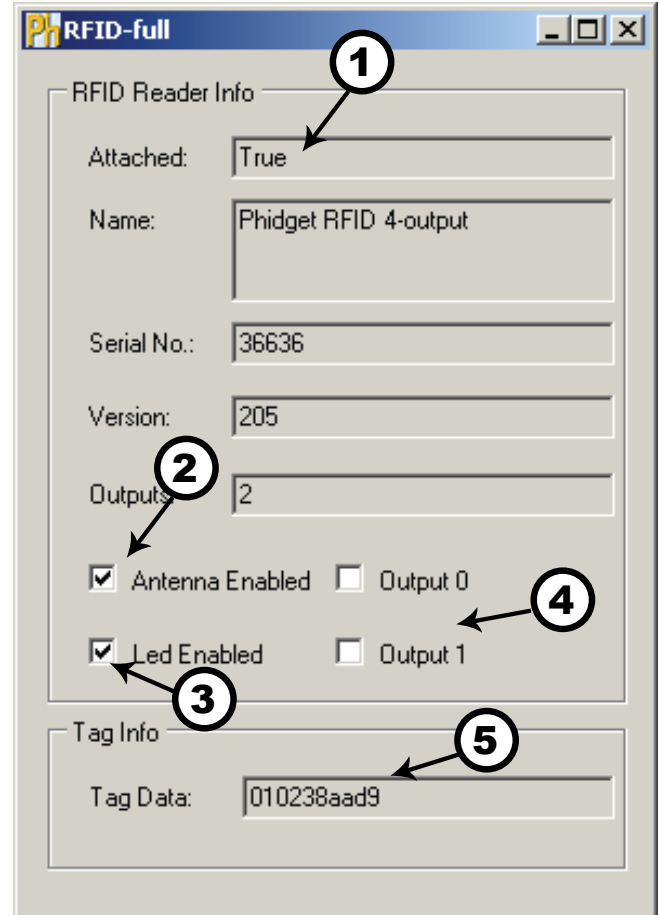 Ph RFID-full
1
RFID Reader Info
Attached: True
Name: Phidget RFID 4-output
Serial No.: 36636
Version: 205
2
Outputs: 2
Antenna Enabled Output 0
4
Led Enabled Output 1
3
Tag Info
5
Tag Data: 010238aad9